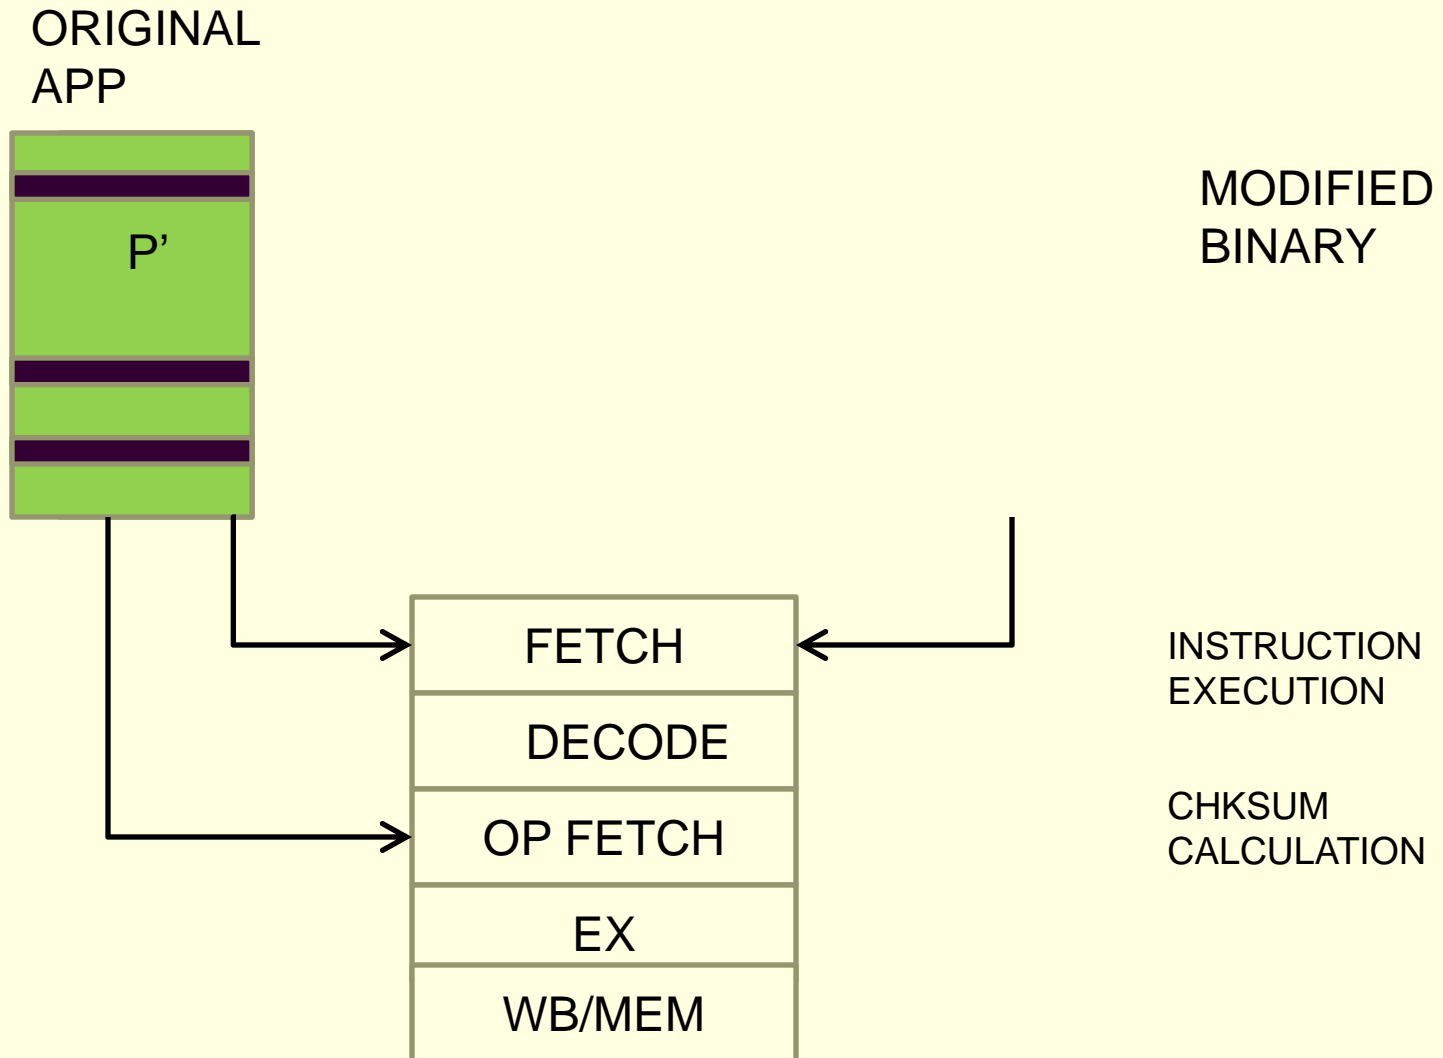 ORIGINAL
APP
P’
MODIFIED
BINARY
FETCH
DECODE
OP FETCH
EX
WB/MEM
INSTRUCTION
EXECUTION
CHKSUM
CALCULATION